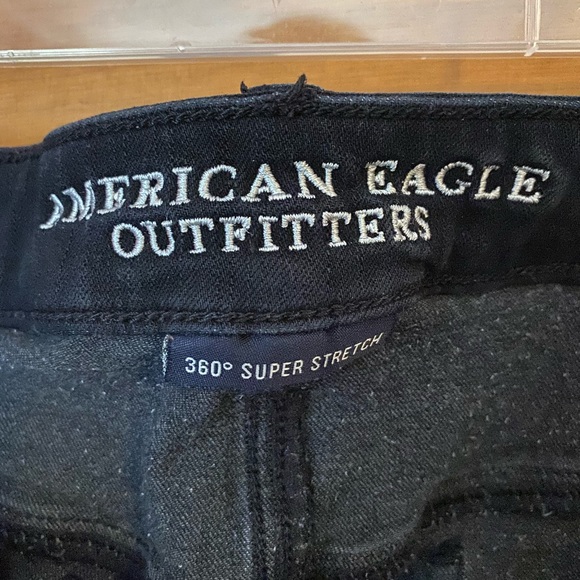 AMERICAN EAGLE
OUTFITTERS
360° SUPER STRETCH